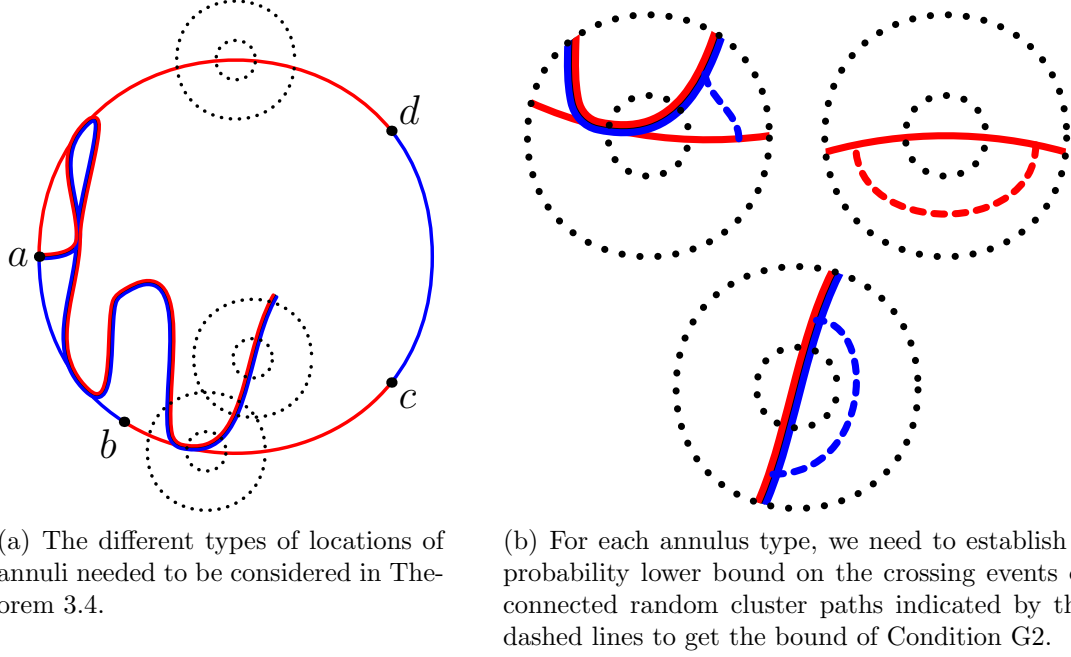 d
a
c
b
(a) The different types of locations of
annuli needed to be considered in The-
orem 3.4.
(b) For each annulus type, we need to establish
probability lower bound on the crossing events
connected random cluster paths indicated by
dashed lines to get the bound of Condition G2.